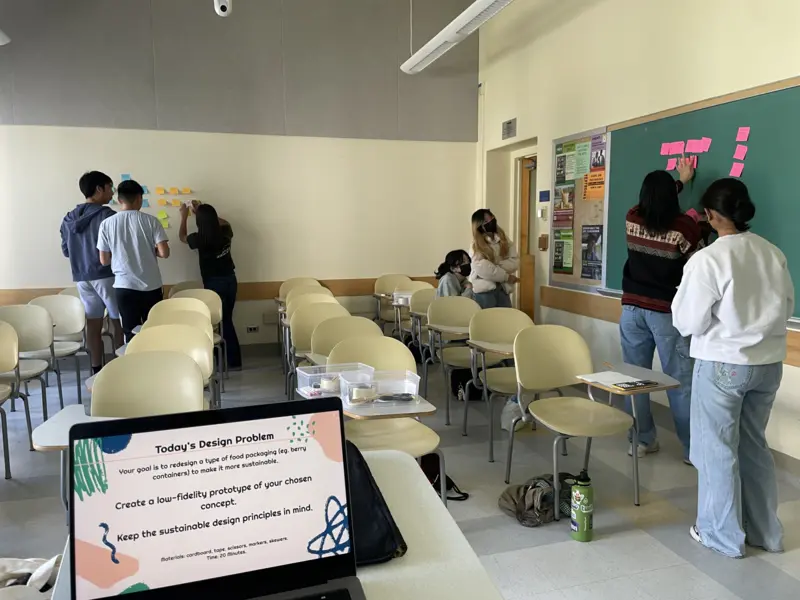 Today's Design Problem
Your goal is to redesign a type of food packaging (eg. berry
containers) to make it more sustainable.
Create a low-fidelity prototype of your chosen
concept.
Keep the sustainable design principles in mind.
Materials: cardboard, tape, scissors, markers, skewers.
Time: 20 Minutes.